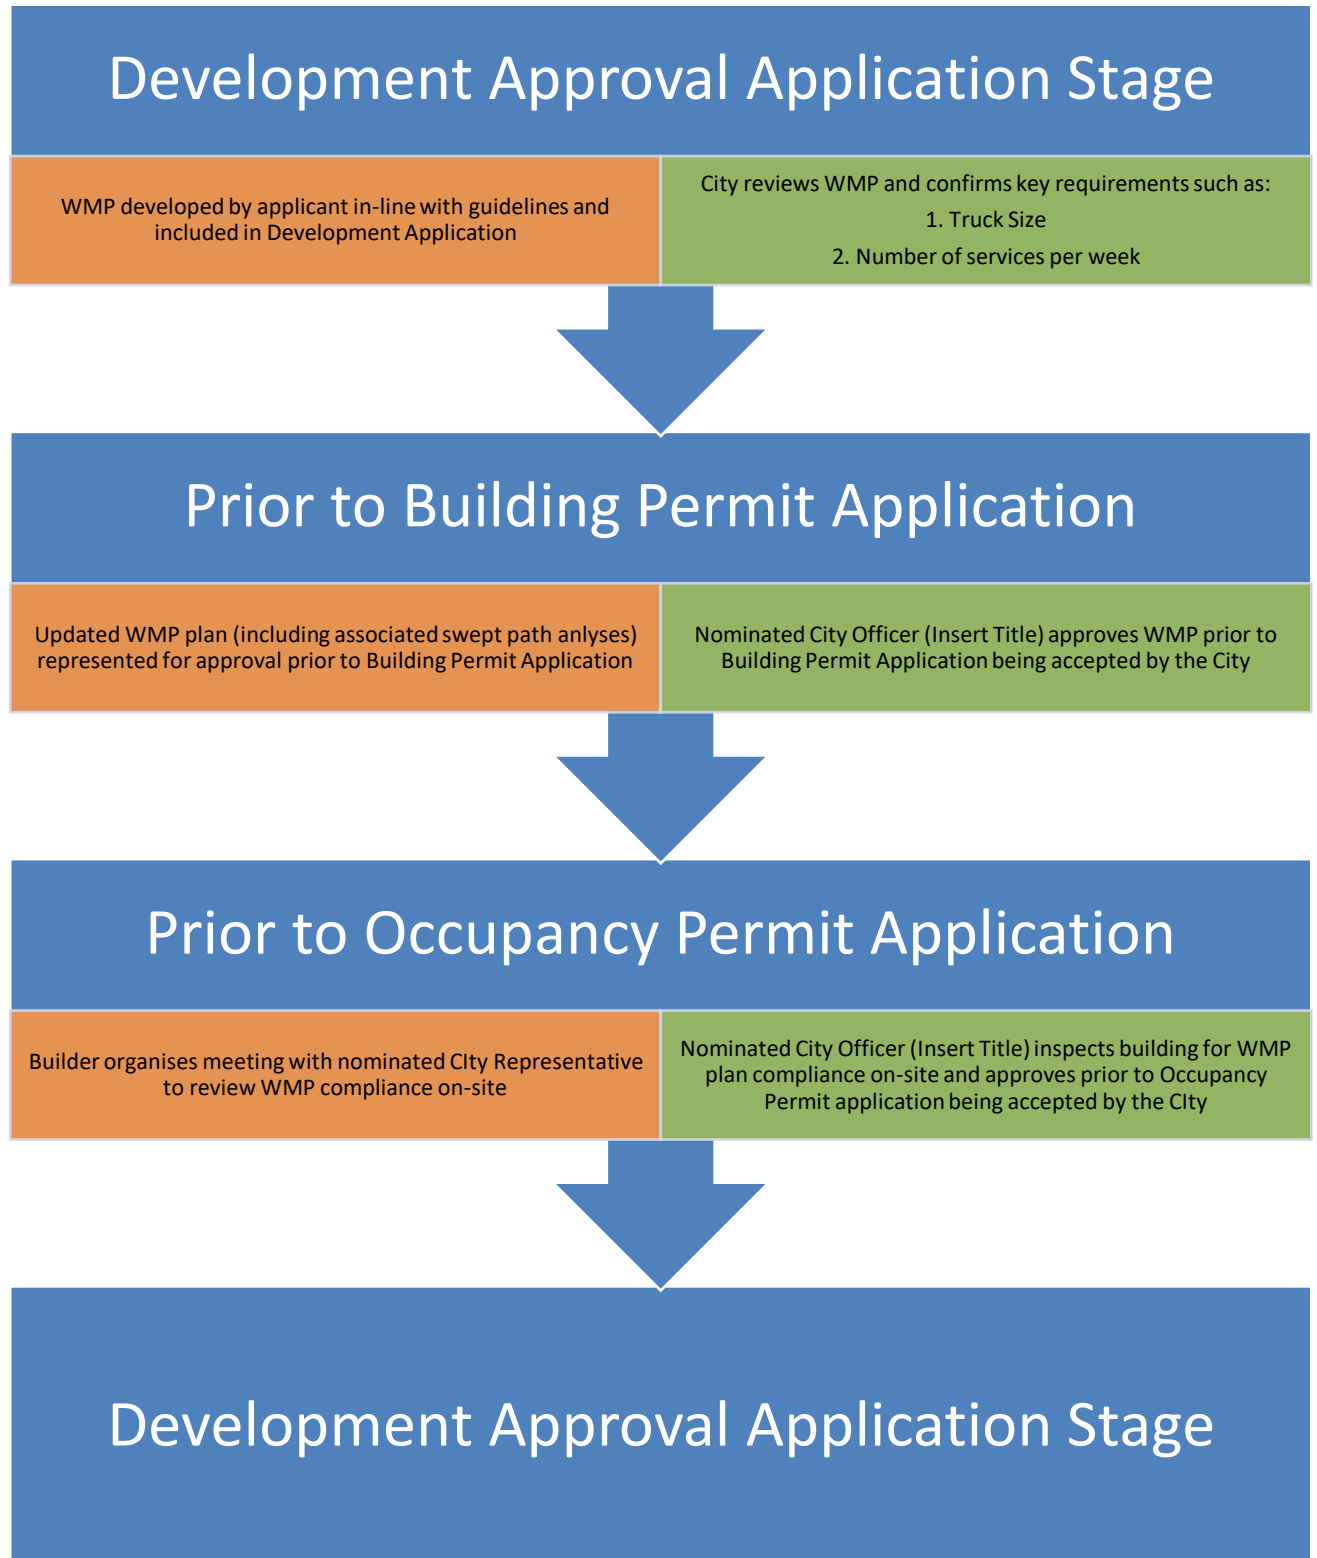 Development Approval Application Stage
WMP developed by applicant in-line with guidelines and
included in Development Application
City reviews WMP and confirms key requirements such as:
1. Truck Size
2. Number of services per week
Prior to Building Permit Application
Updated WMP plan (including associated swept path anlyses)
represented for approval prior to Building Permit Application
Nominated City Officer (Insert Title) approves WMP prior to
Building Permit Application being accepted by the City
Prior to Occupancy Permit Application
Builder organises meeting with nominated CIty Representative
to review WMP compliance on-site
Nominated City Officer (Insert Title) inspects building for WMP
plan compliance on-site and approves prior to Occupancy
Permit application being accepted by the CIty
Development Approval Application Stage